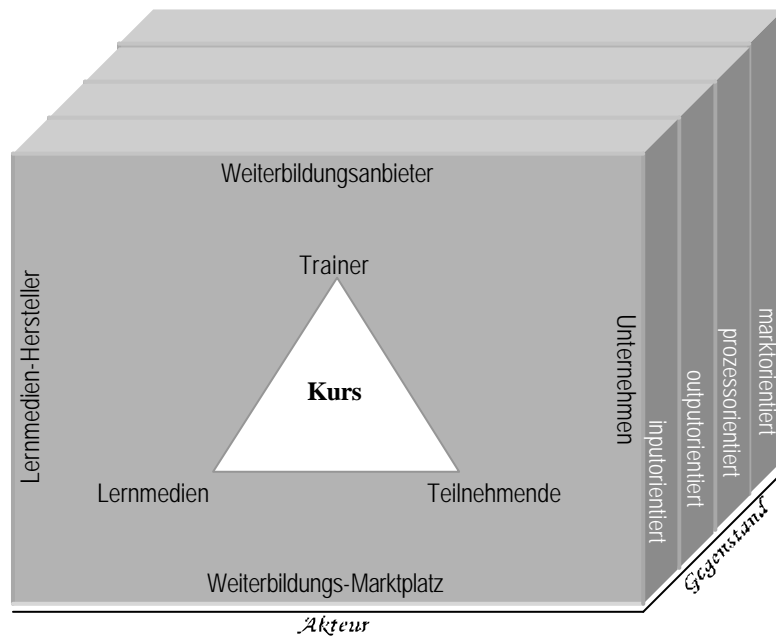 Weiterbildungsanbieter
Trainer
Lernmedien-Hersteller
Kurs
Unternehmen
Lernmedien
Teilnehmende
Weiterbildungs-Marktplatz
inputorientiert
outputorientiert
prozessorientiert
marktorientiert
Gegenstand
Akteur